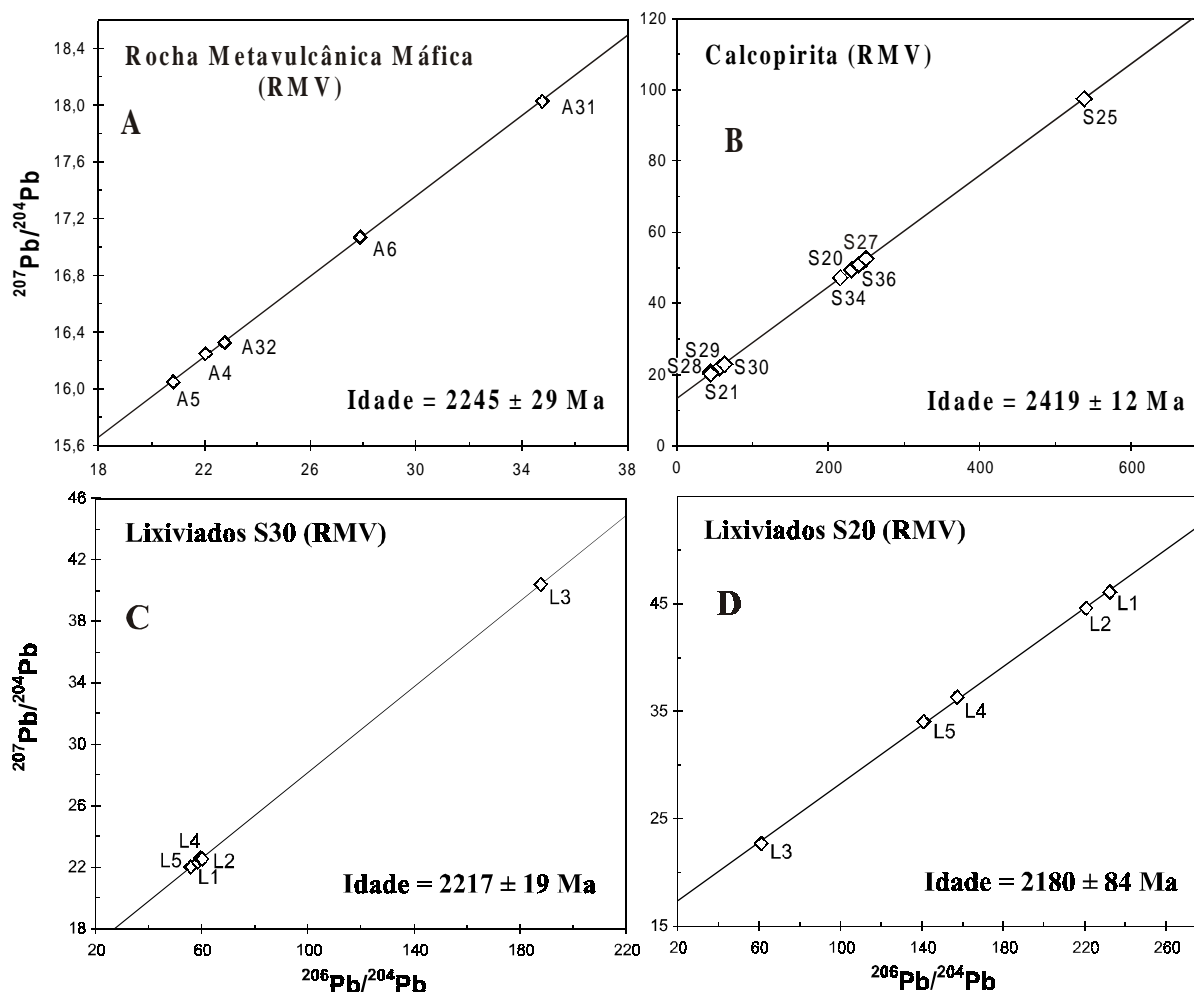 Rocha Metavulcânica Máfica
(RMV)
A
18,4
18,0
17,6
17,2
16,8
16,4
16,0
15,6
²⁰⁷Pb/²⁰⁴Pb
A31
A6
A32
A4
A5
Idade = 2245 ± 29 Ma
18
22
26
30
34
38
Calcopirita (RMV)
B
120
100
80
60
40
20
0
S25
S27
S20
S36
S34
S29
S28
S30
S21
Idade = 2419 ± 12 Ma
0
200
400
600
Lixiviados S30 (RMV)
C
46
42
38
34
30
26
22
18
²⁰⁷Pb/²⁰⁴Pb
L3
L4
L5
L2
L1
Idade = 2217 ± 19 Ma
20
60
100
140
180
220
²⁰⁶Pb/²⁰⁴Pb
Lixiviados S20 (RMV)
D
45
35
25
15
L1
L2
L4
L5
L3
Idade = 2180 ± 84 Ma
20
60
100
140
180
220
260
²⁰⁶Pb/²⁰⁴Pb